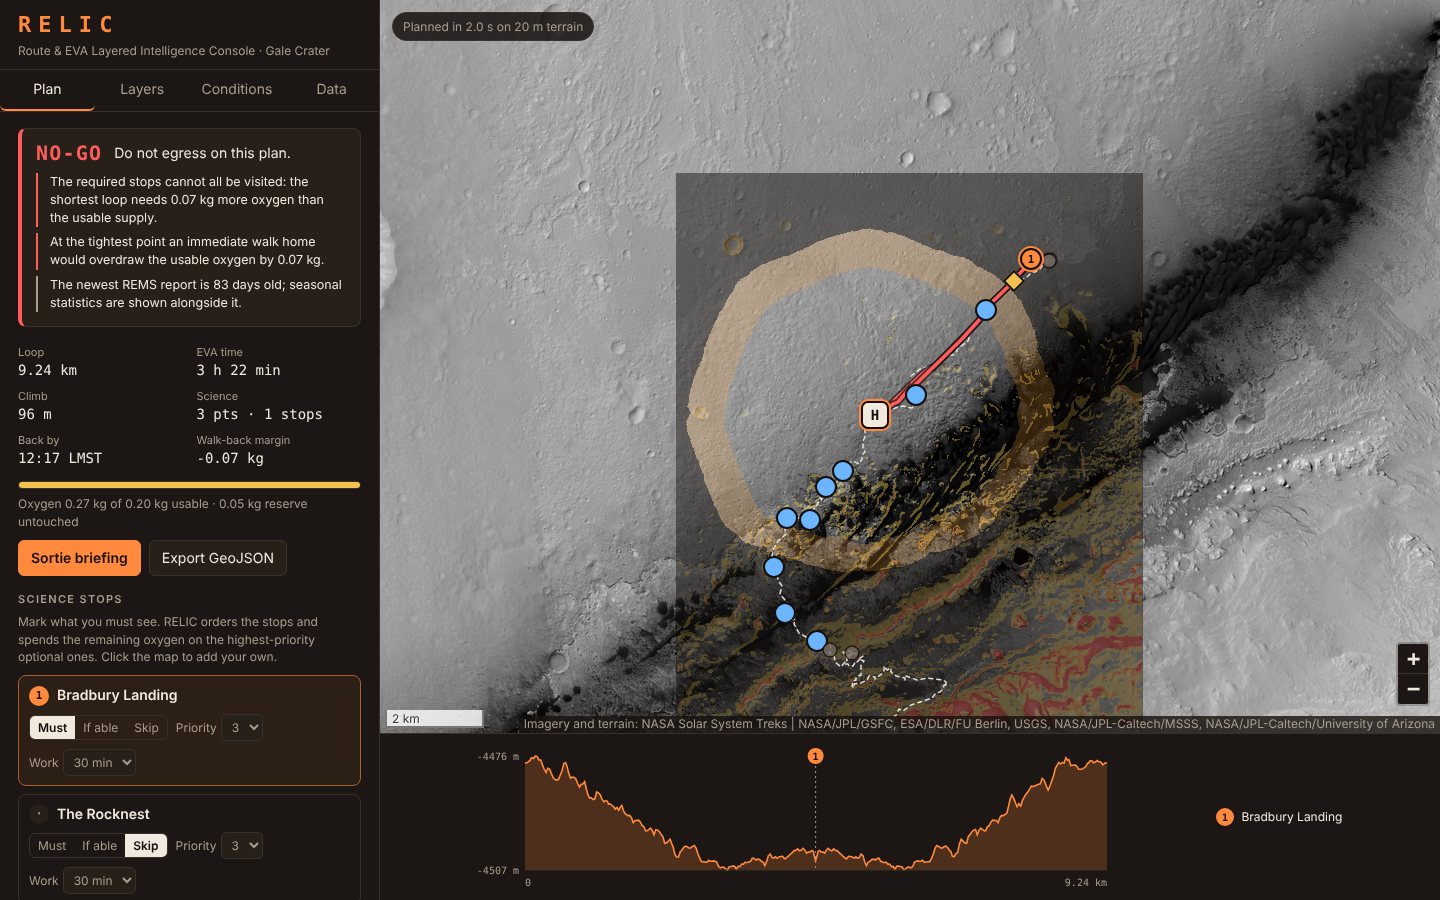 RELIC
Route & EVA Layered Intelligence Console · Gale Crater
Plan
Layers
Conditions
Data
NO-GO Do not egress on this plan.
The required stops cannot all be visited: the
shortest loop needs 0.07 kg more oxygen than
the usable supply.
At the tightest point an immediate walk home
would overdraw the usable oxygen by 0.07 kg.
The newest REMS report is 83 days old; seasonal
statistics are shown alongside it.
Loop
9.24 km
EVA time
3 h 22 min
Climb
96 m
Science
3 pts · 1 stops
Back by
12:17 LMST
Walk-back margin
-0.07 kg
Oxygen 0.27 kg of 0.20 kg usable · 0.05 kg reserve
untouched
Sortie briefing
Export GeoJSON
SCIENCE STOPS
Mark what you must see. RELIC orders the stops and
spends the remaining oxygen on the highest-priority
optional ones. Click the map to add your own.
1 Bradbury Landing
Must If able Skip Priority 3
Work 30 min
The Rocknest
Must If able Skip Priority 3
Work 30 min
Planned in 2.0 s on 20 m terrain
1
H
+
−
2 km
Imagery and terrain: NASA Solar System Treks | NASA/JPL/GSFC, ESA/DLR/FU Berlin, USGS, NASA/JPL-Caltech/MSSS, NASA/JPL-Caltech/University of Arizona
-4476 m
1
-4507 m
0
9.24 km
1 Bradbury Landing